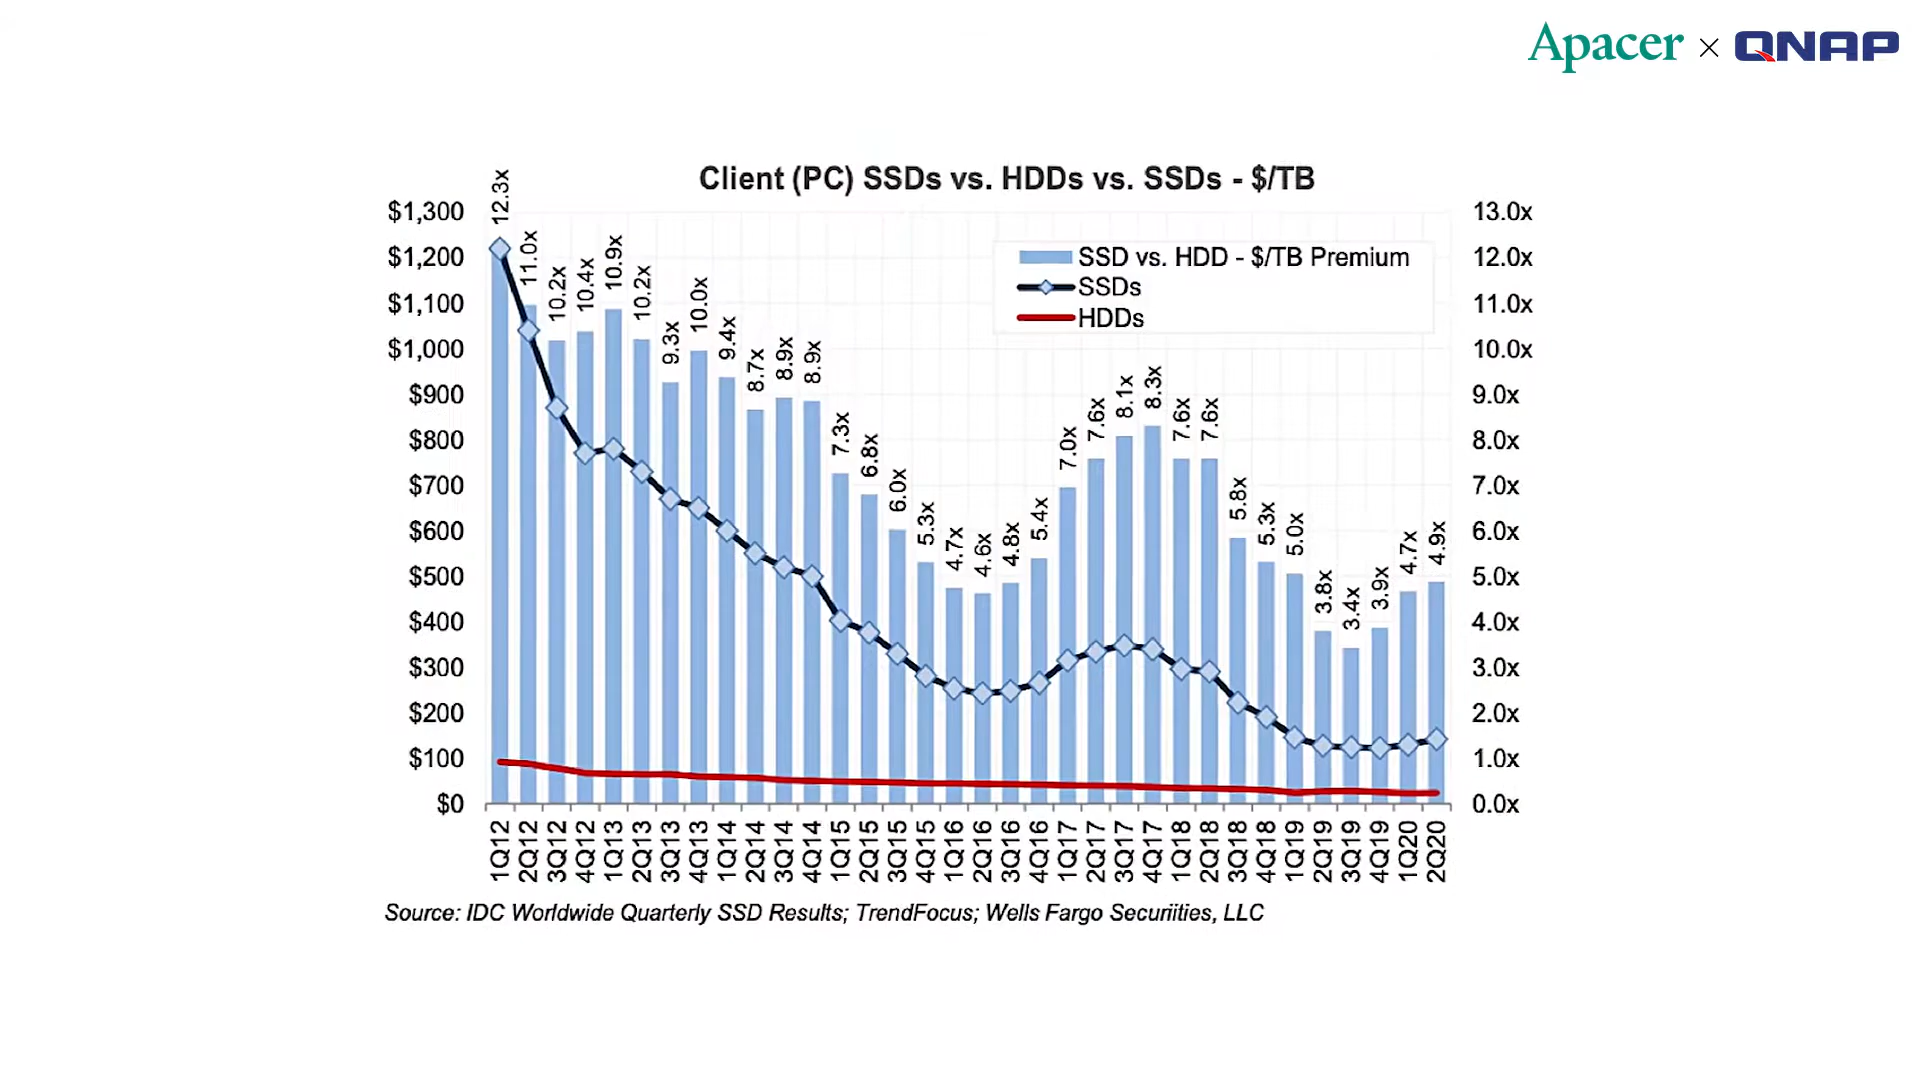 Apacer × QNAP
Client (PC) SSDs vs. HDDs vs. SSDs - $/TB
SSD vs. HDD - $/TB Premium
SSDs
HDDs
$1,300
$1,200
$1,100
$1,000
$900
$800
$700
$600
$500
$400
$300
$200
$100
$0
12.3x
11.0x
10.2x
10.4x
10.9x
10.2x
9.3x
10.0x
9.4x
8.7x
8.9x
8.9x
7.3x
6.8x
6.0x
5.3x
4.7x
4.6x
4.8x
5.4x
7.0x
7.6x
8.1x
8.3x
7.6x
7.6x
5.8x
5.3x
5.0x
3.8x
3.4x
3.9x
4.7x
4.9x
13.0x
12.0x
11.0x
10.0x
9.0x
8.0x
7.0x
6.0x
5.0x
4.0x
3.0x
2.0x
1.0x
0.0x
1Q12
2Q12
3Q12
4Q12
1Q13
2Q13
3Q13
4Q13
1Q14
2Q14
3Q14
4Q14
1Q15
2Q15
3Q15
4Q15
1Q16
2Q16
3Q16
4Q16
1Q17
2Q17
3Q17
4Q17
1Q18
2Q18
3Q18
4Q18
1Q19
2Q19
3Q19
4Q19
1Q20
2Q20
Source: IDC Worldwide Quarterly SSD Results; TrendFocus; Wells Fargo Securiities, LLC